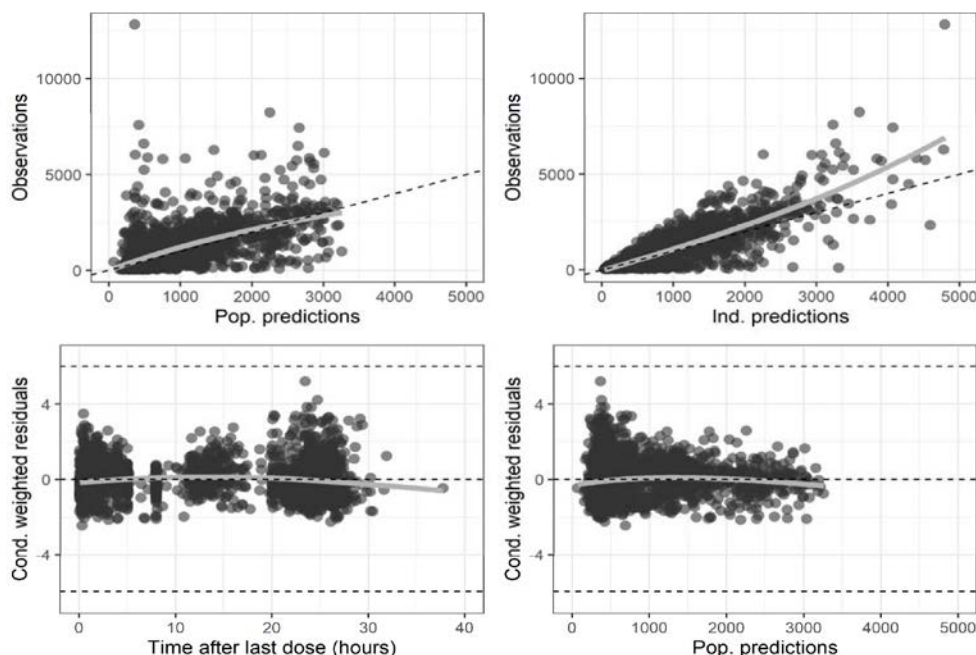 Observations
10000
5000
0
0 1000 2000 3000 4000 5000
Pop. predictions
Observations
10000
5000
0
0 1000 2000 3000 4000 5000
Ind. predictions
Cond. weighted residuals
4
0
-4
0 10 20 30 40
Time after last dose (hours)
Cond. weighted residuals
4
0
-4
0 1000 2000 3000 4000 5000
Pop. predictions